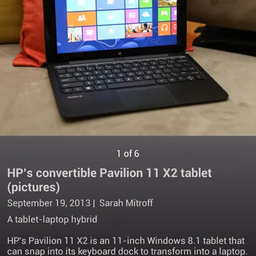 1 of 6
HP's convertible Pavilion 11 X2 tablet
(pictures)
September 19, 2013 | Sarah Mitroff
A tablet-laptop hybrid
HP's Pavilion 11 X2 is an 11-inch Windows 8.1 tablet that
can snap into its keyboard dock to transform into a laptop.